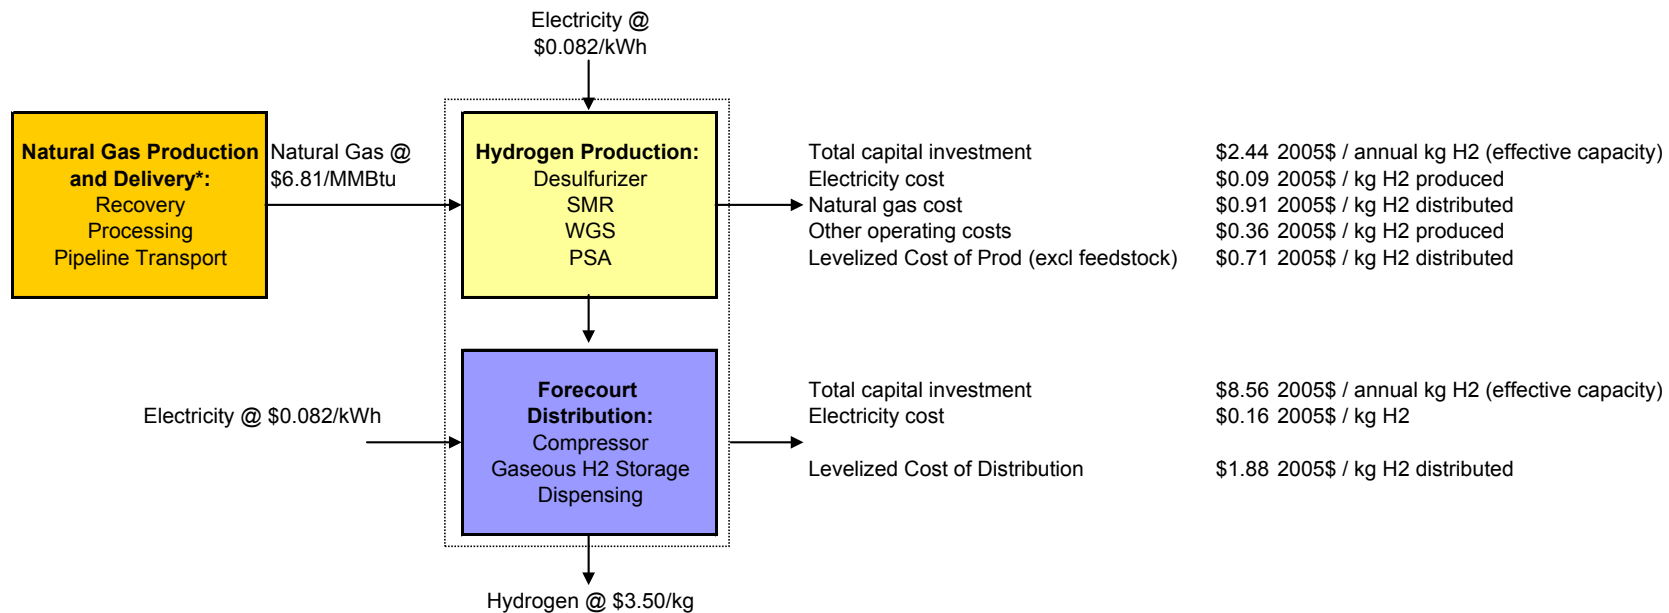 Electricity @
$0.082/kWh
Natural Gas Production
and Delivery*:
Recovery
Processing
Pipeline Transport
Natural Gas @
$6.81/MMBtu
Hydrogen Production:
Desulfurizer
SMR
WGS
PSA
Total capital investment $2.44 2005$ / annual kg H2 (effective capacity)
Electricity cost $0.09 2005$ / kg H2 produced
Natural gas cost $0.91 2005$ / kg H2 distributed
Other operating costs $0.36 2005$ / kg H2 produced
Levelized Cost of Prod (excl feedstock) $0.71 2005$ / kg H2 distributed
Electricity @ $0.082/kWh
Forecourt
Distribution:
Compressor
Gaseous H2 Storage
Dispensing
Total capital investment $8.56 2005$ / annual kg H2 (effective capacity)
Electricity cost $0.16 2005$ / kg H2
Levelized Cost of Distribution $1.88 2005$ / kg H2 distributed
Hydrogen @ $3.50/kg